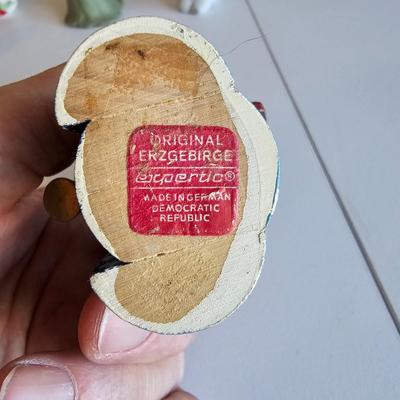 ORIGINAL
ERZGEBIRGE
expertic®
MADE IN GERMAN
DEMOCRATIC
REPUBLIC